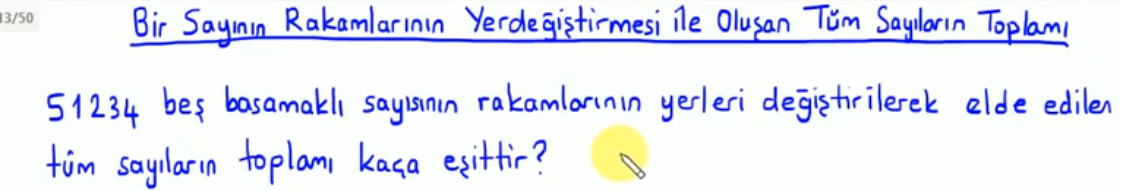 13/50
Bir Sayının Rakamlarının Yerdeğiştirmesi ile Oluşan Tüm Sayıların Toplamı
51234 beş basamaklı sayısının rakamlarının yerleri değiştirilerek elde edilen
tüm sayıların toplamı kaça eşittir?